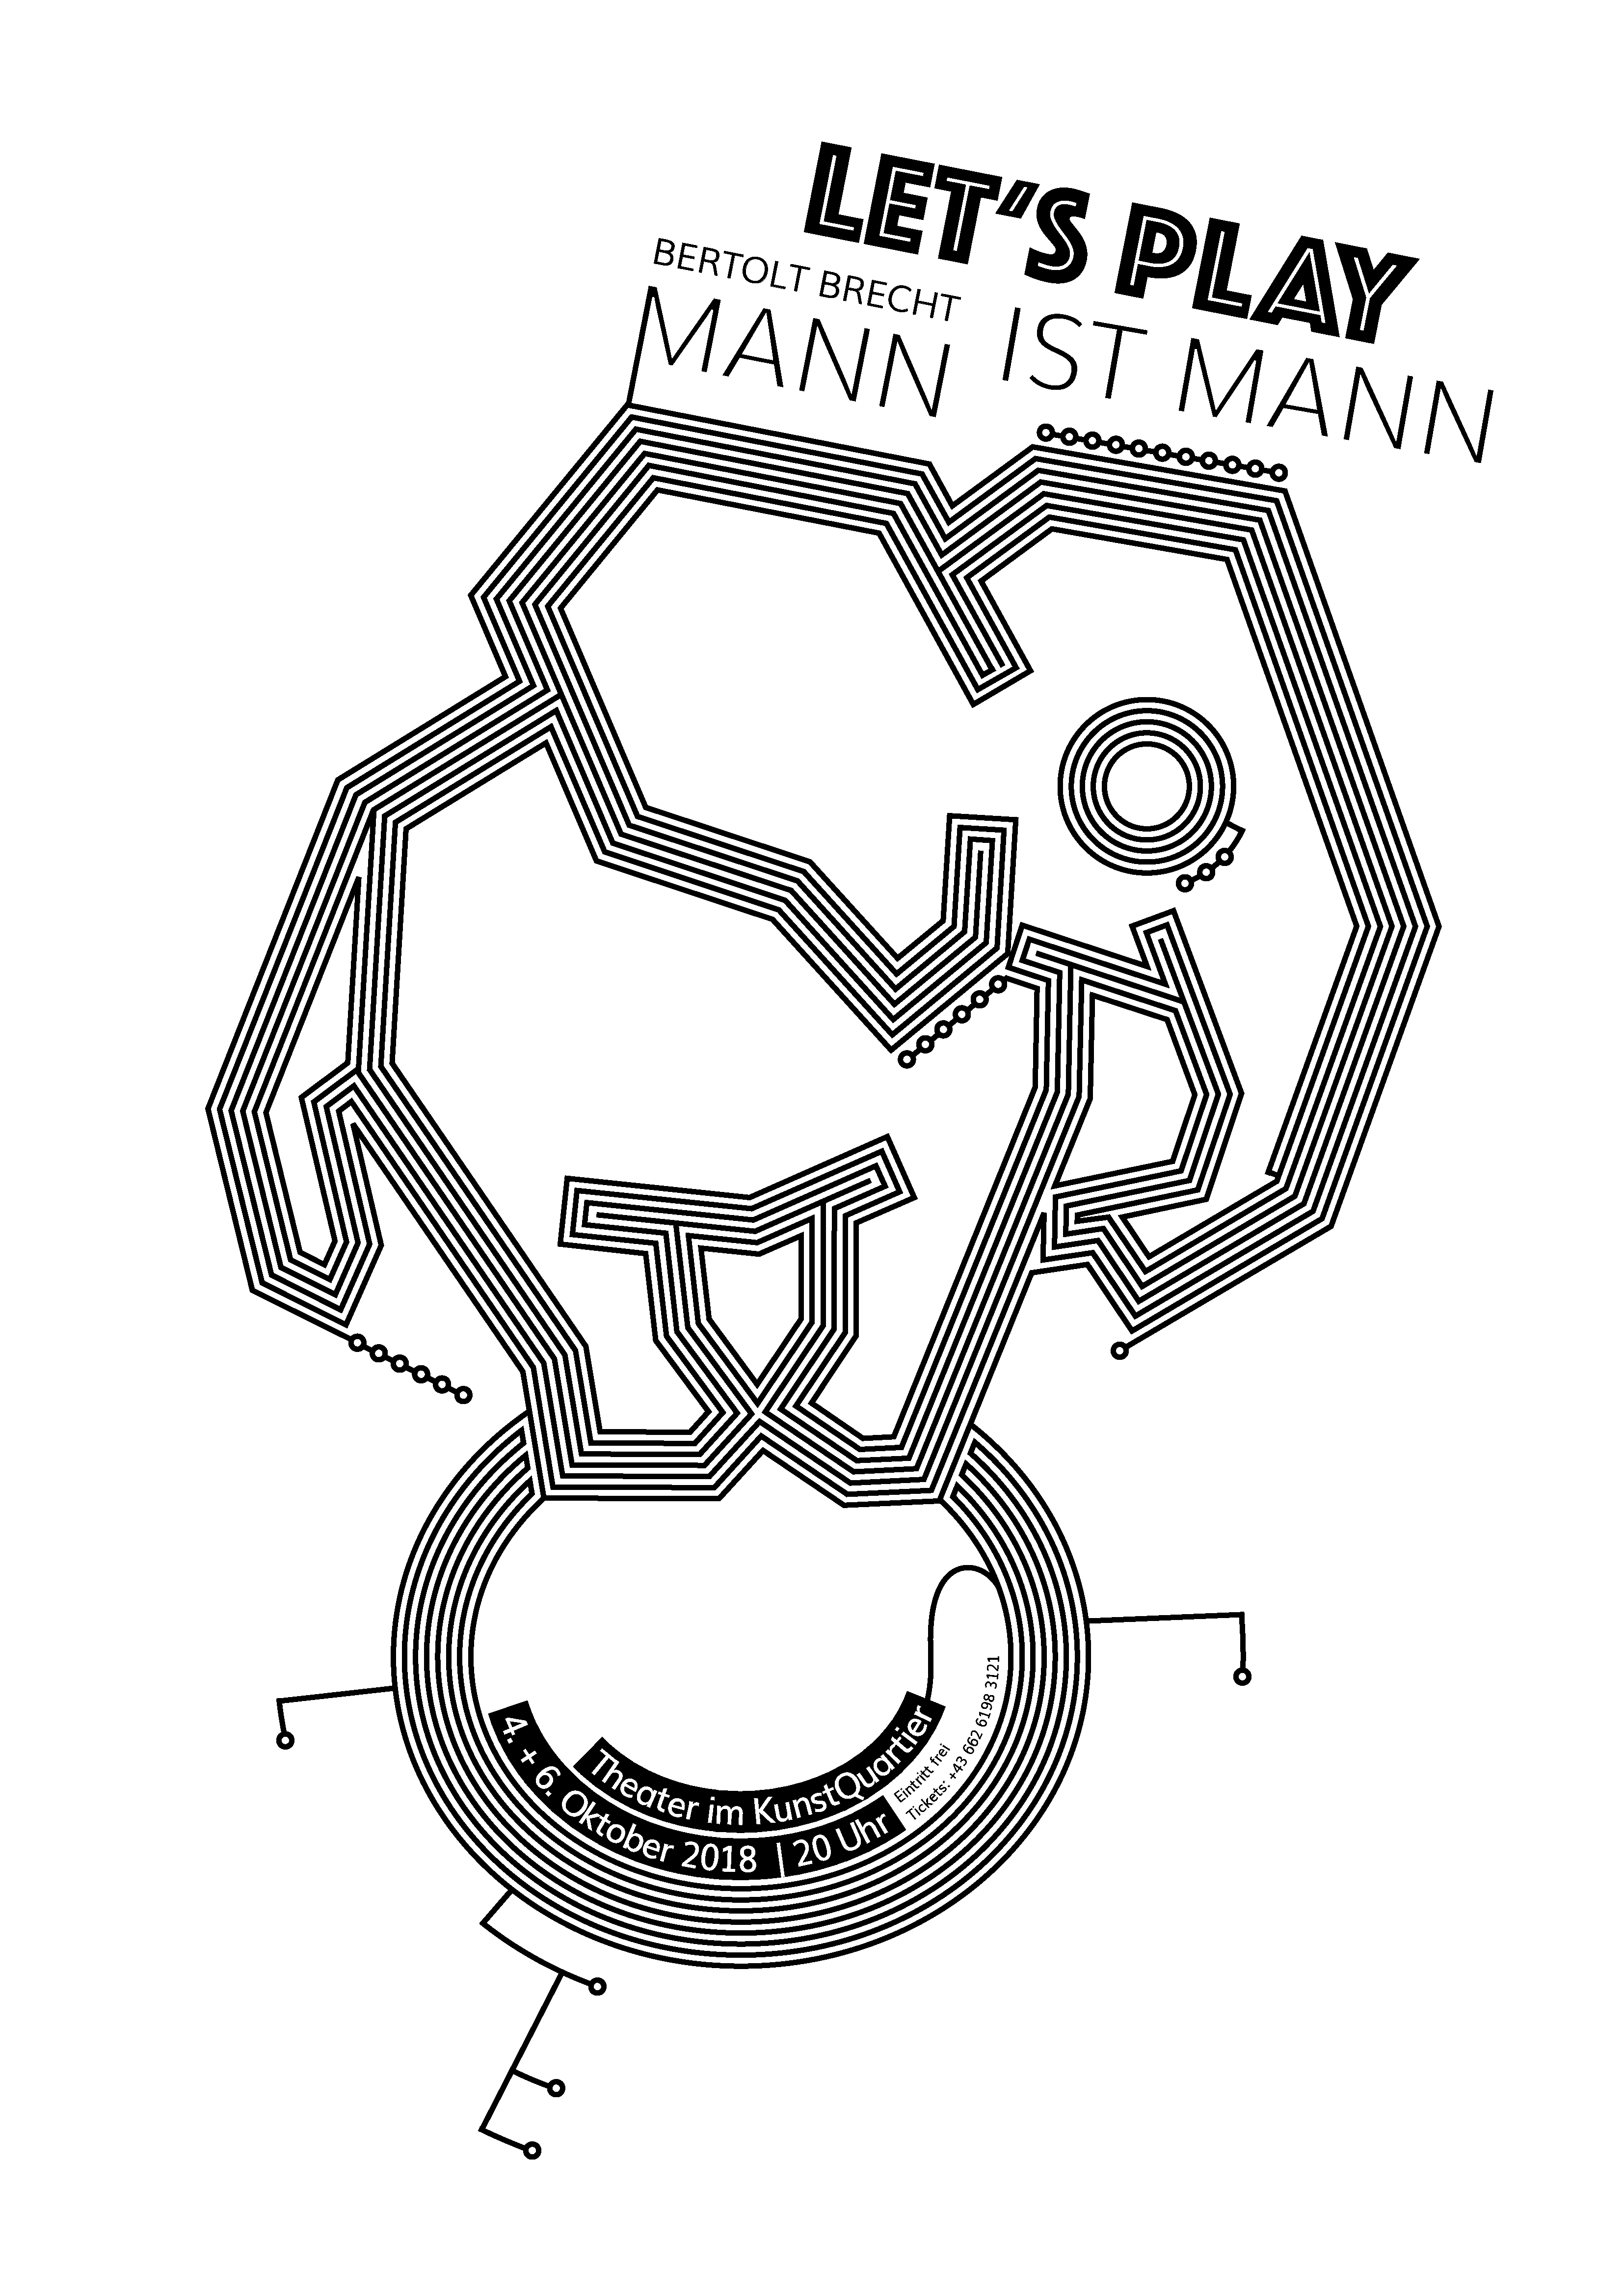 LET'S PLAY
BERTOLT BRECHT
MANN IST MANN
Theater im KunstQuartier
4. + 6. Oktober 2018 | 20 Uhr
Eintritt frei
Tickets: +43 662 6198 3121